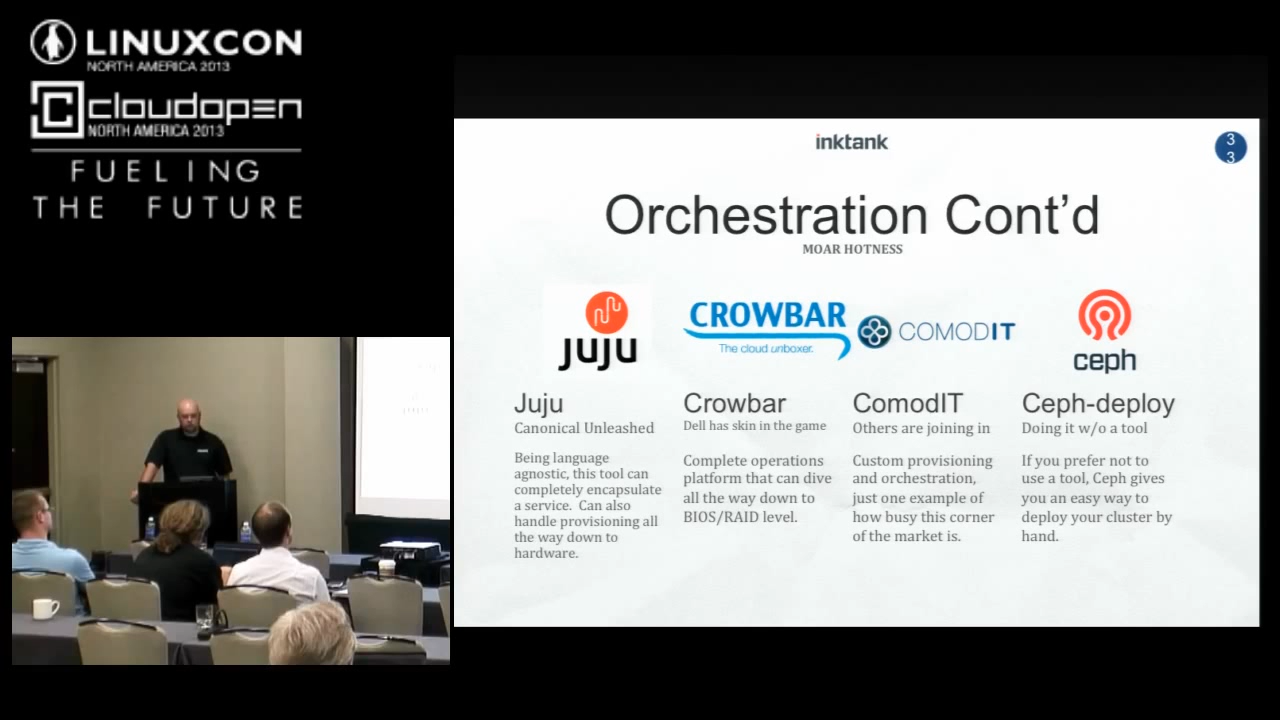 LINUXCON
NORTH AMERICA 2013
cloudopen
NORTH AMERICA 2013
FUELING
THE FUTURE
inktank
3
3
Orchestration Cont'd
MOAR HOTNESS
juju
CROWBAR
The cloud unboxer.
COMODIT
ceph
Juju
Canonical Unleashed
Being language
agnostic, this tool can
completely encapsulate
a service. Can also
handle provisioning all
the way down to
hardware.
Crowbar
Dell has skin in the game
Complete operations
platform that can dive
all the way down to
BIOS/RAID level.
ComodIT
Others are joining in
Custom provisioning
and orchestration,
just one example of
how busy this corner
of the market is.
Ceph-deploy
Doing it w/o a tool
If you prefer not to
use a tool, Ceph gives
you an easy way to
deploy your cluster by
hand.